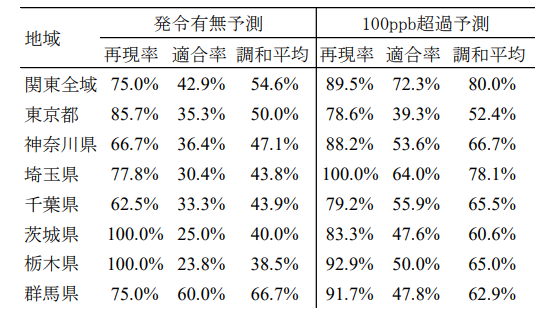 地域 発令有無予測 100ppb超過予測
再現率 適合率 調和平均 再現率 適合率 調和平均
関東全域 75.0% 42.9% 54.6% 89.5% 72.3% 80.0%
東京都 85.7% 35.3% 50.0% 78.6% 39.3% 52.4%
神奈川県 66.7% 36.4% 47.1% 88.2% 53.6% 66.7%
埼玉県 77.8% 30.4% 43.8% 100.0% 64.0% 78.1%
千葉県 62.5% 33.3% 43.9% 79.2% 55.9% 65.5%
茨城県 100.0% 25.0% 40.0% 83.3% 47.6% 60.6%
栃木県 100.0% 23.8% 38.5% 92.9% 50.0% 65.0%
群馬県 75.0% 60.0% 66.7% 91.7% 47.8% 62.9%